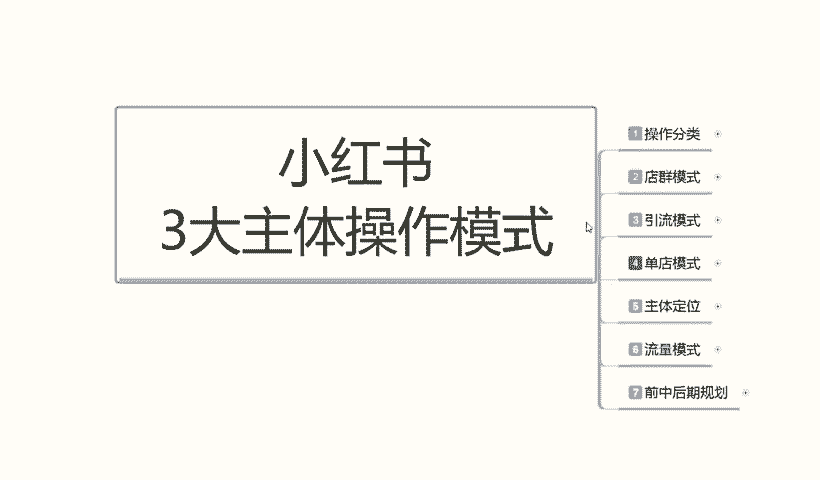 小红书
3大主体操作模式
1 操作分类
2 店群模式
3 引流模式
4 单店模式
5 主体定位
6 流量模式
7 前中后期规划